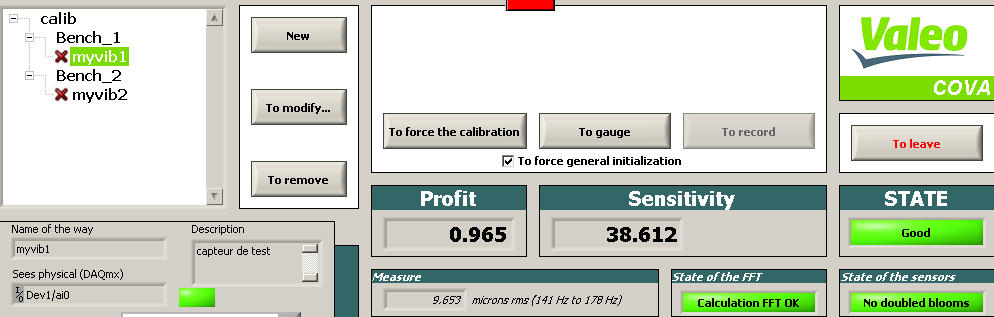 calib
Bench_1
myvib1
Bench_2
myvib2
New
To modify...
To remove
To force the calibration
To gauge
To record
To force general initialization
Valeo
COVA
To leave
Profit
0.965
Sensitivity
38.612
STATE
Good
Name of the way
myvib1
Description
capteur de test
Sees physical (DAQmx)
I/O Dev1/ai0
Measure
9.653 microns rms (141 Hz to 178 Hz)
State of the FFT
Calculation FFT OK
State of the sensors
No doubled blooms